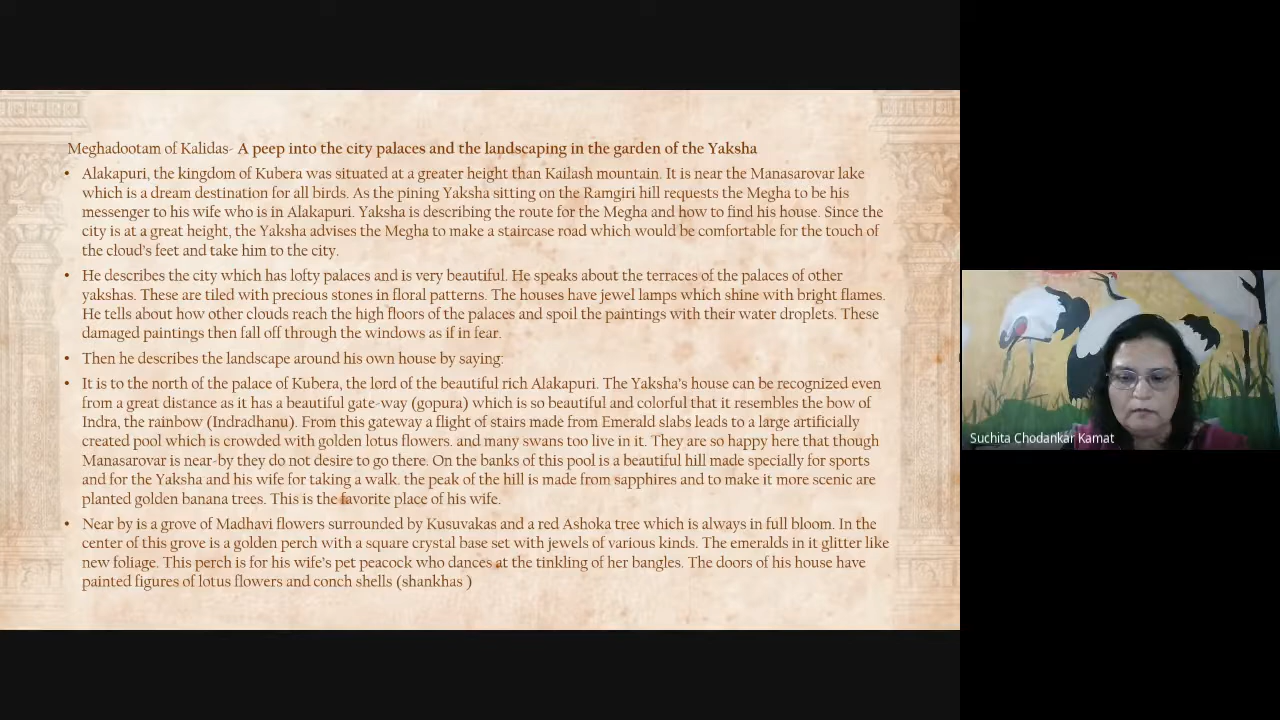 Meghadootam of Kalidas- A peep into the city palaces and the landscaping in the garden of the Yaksha
• Alakapuri, the kingdom of Kubera was situated at a greater height than Kailash mountain. It is near the Manasarovar lake
which is a dream destination for all birds. As the pining Yaksha sitting on the Ramgiri hill requests the Megha to be his
messenger to his wife who is in Alakapuri. Yaksha is describing the route for the Megha and how to find his house. Since the
city is at a great height, the Yaksha advises the Megha to make a staircase road which would be comfortable for the touch of
the cloud's feet and take him to the city.
• He describes the city which has lofty palaces and is very beautiful. He speaks about the terraces of the palaces of other
yakshas. These are tiled with precious stones in floral patterns. The houses have jewel lamps which shine with bright flames.
He tells about how other clouds reach the high floors of the palaces and spoil the paintings with their water droplets. These
damaged paintings then fall off through the windows as if in fear.
• Then he describes the landscape around his own house by saying:
• It is to the north of the palace of Kubera, the lord of the beautiful rich Alakapuri. The Yaksha's house can be recognized even
from a great distance as it has a beautiful gate-way (gopura) which is so beautiful and colorful that it resembles the bow of
Indra, the rainbow (Indradhanu). From this gateway a flight of stairs made from Emerald slabs leads to a large artificially
created pool which is crowded with golden lotus flowers. and many swans too live in it. They are so happy here that though
Manasarovar is near-by they do not desire to go there. On the banks of this pool is a beautiful hill made specially for sports
and for the Yaksha and his wife for taking a walk. the peak of the hill is made from sapphires and to make it more scenic are
planted golden banana trees. This is the favorite place of his wife.
• Near by is a grove of Madhavi flowers surrounded by Kusuvakas and a red Ashoka tree which is always in full bloom. In the
center of this grove is a golden perch with a square crystal base set with jewels of various kinds. The emeralds in it glitter like
new foliage. This perch is for his wife's pet peacock who dances at the tinkling of her bangles. The doors of his house have
painted figures of lotus flowers and conch shells (shankhas )
Suchita Chodankar Kamat